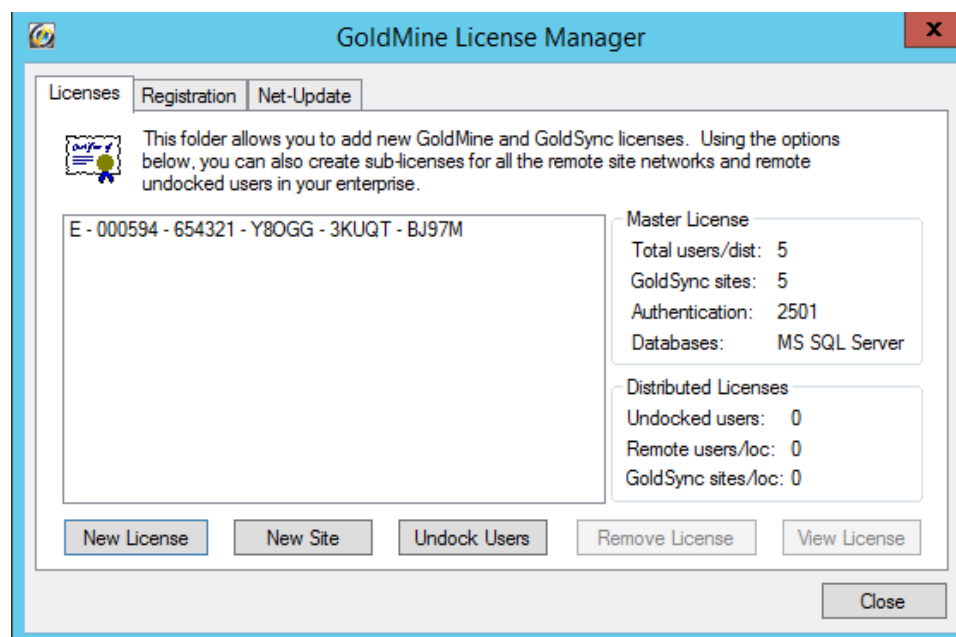 GoldMine License Manager
x
Licenses
Registration
Net-Update
This folder allows you to add new GoldMine and GoldSync licenses. Using the options
below, you can also create sub-licenses for all the remote site networks and remote
undocked users in your enterprise.
E - 000594 - 654321 - Y8OGG - 3KUQT - BJ97M
Master License
Total users/dist: 5
GoldSync sites: 5
Authentication: 2501
Databases: MS SQL Server
Distributed Licenses
Undocked users: 0
Remote users/loc: 0
GoldSync sites/loc: 0
New License
New Site
Undock Users
Remove License
View License
Close